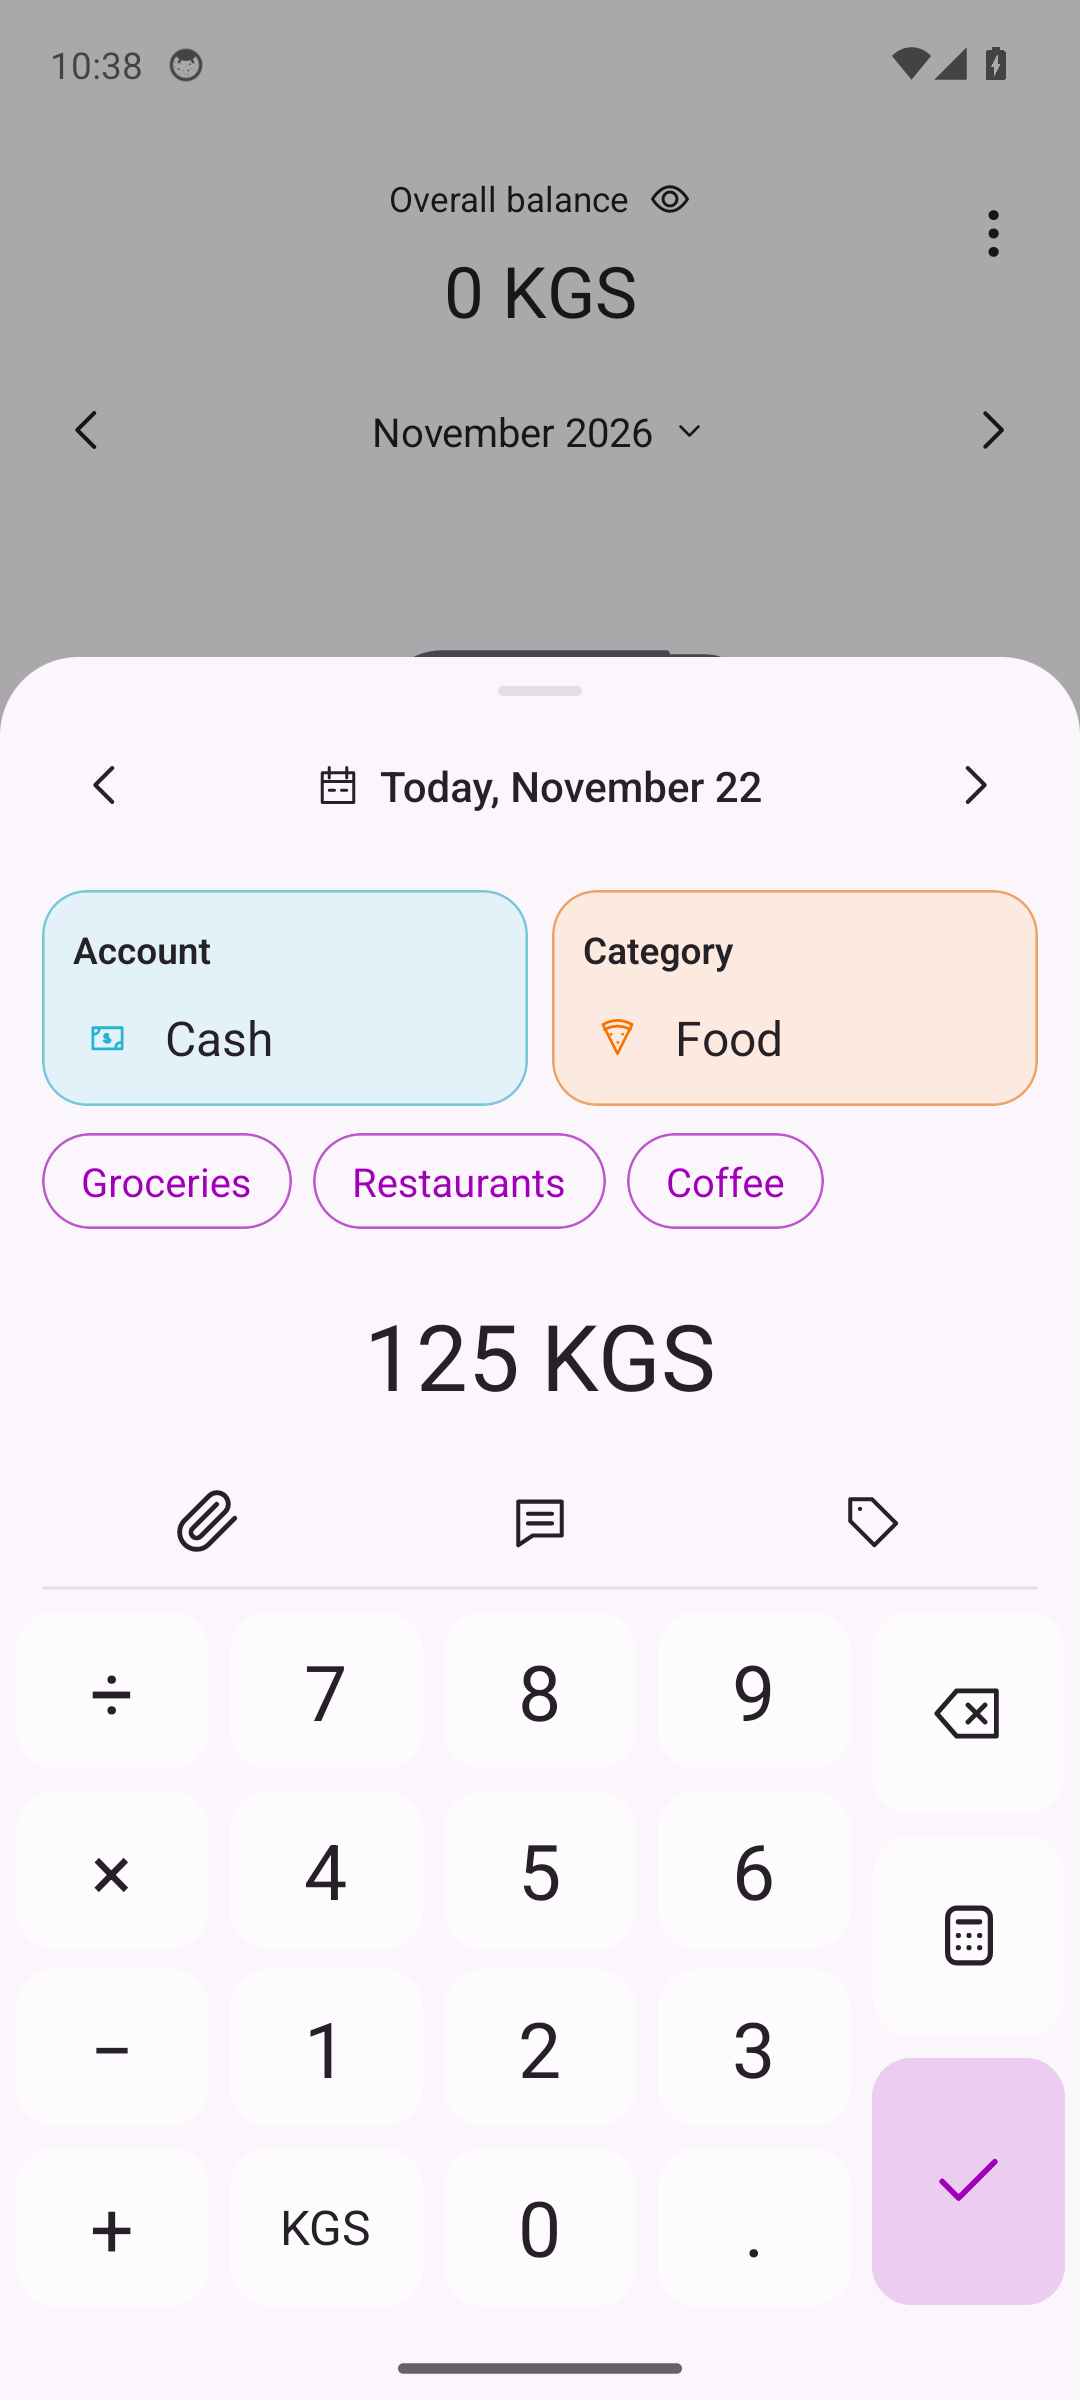 10:38
Overall balance
0 KGS
November 2026
Today, November 22
Account
Cash
Category
Food
Groceries
Restaurants
Coffee
125 KGS
÷ 7 8 9
× 4 5 6
− 1 2 3
+ KGS 0 .